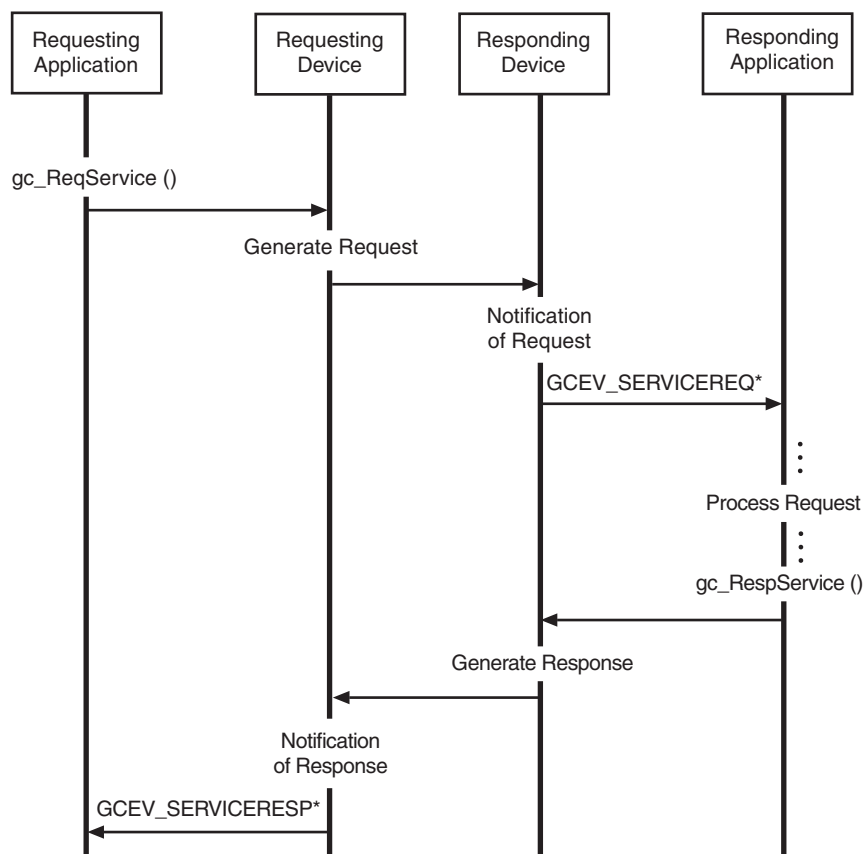 Requesting
Application
Requesting
Device
Responding
Device
Responding
Application
gc_ReqService ()
Generate Request
Notification
of Request
GCEV_SERVICEREQ*
Process Request
gc_RespService ()
Generate Response
Notification
of Response
GCEV_SERVICERESP*